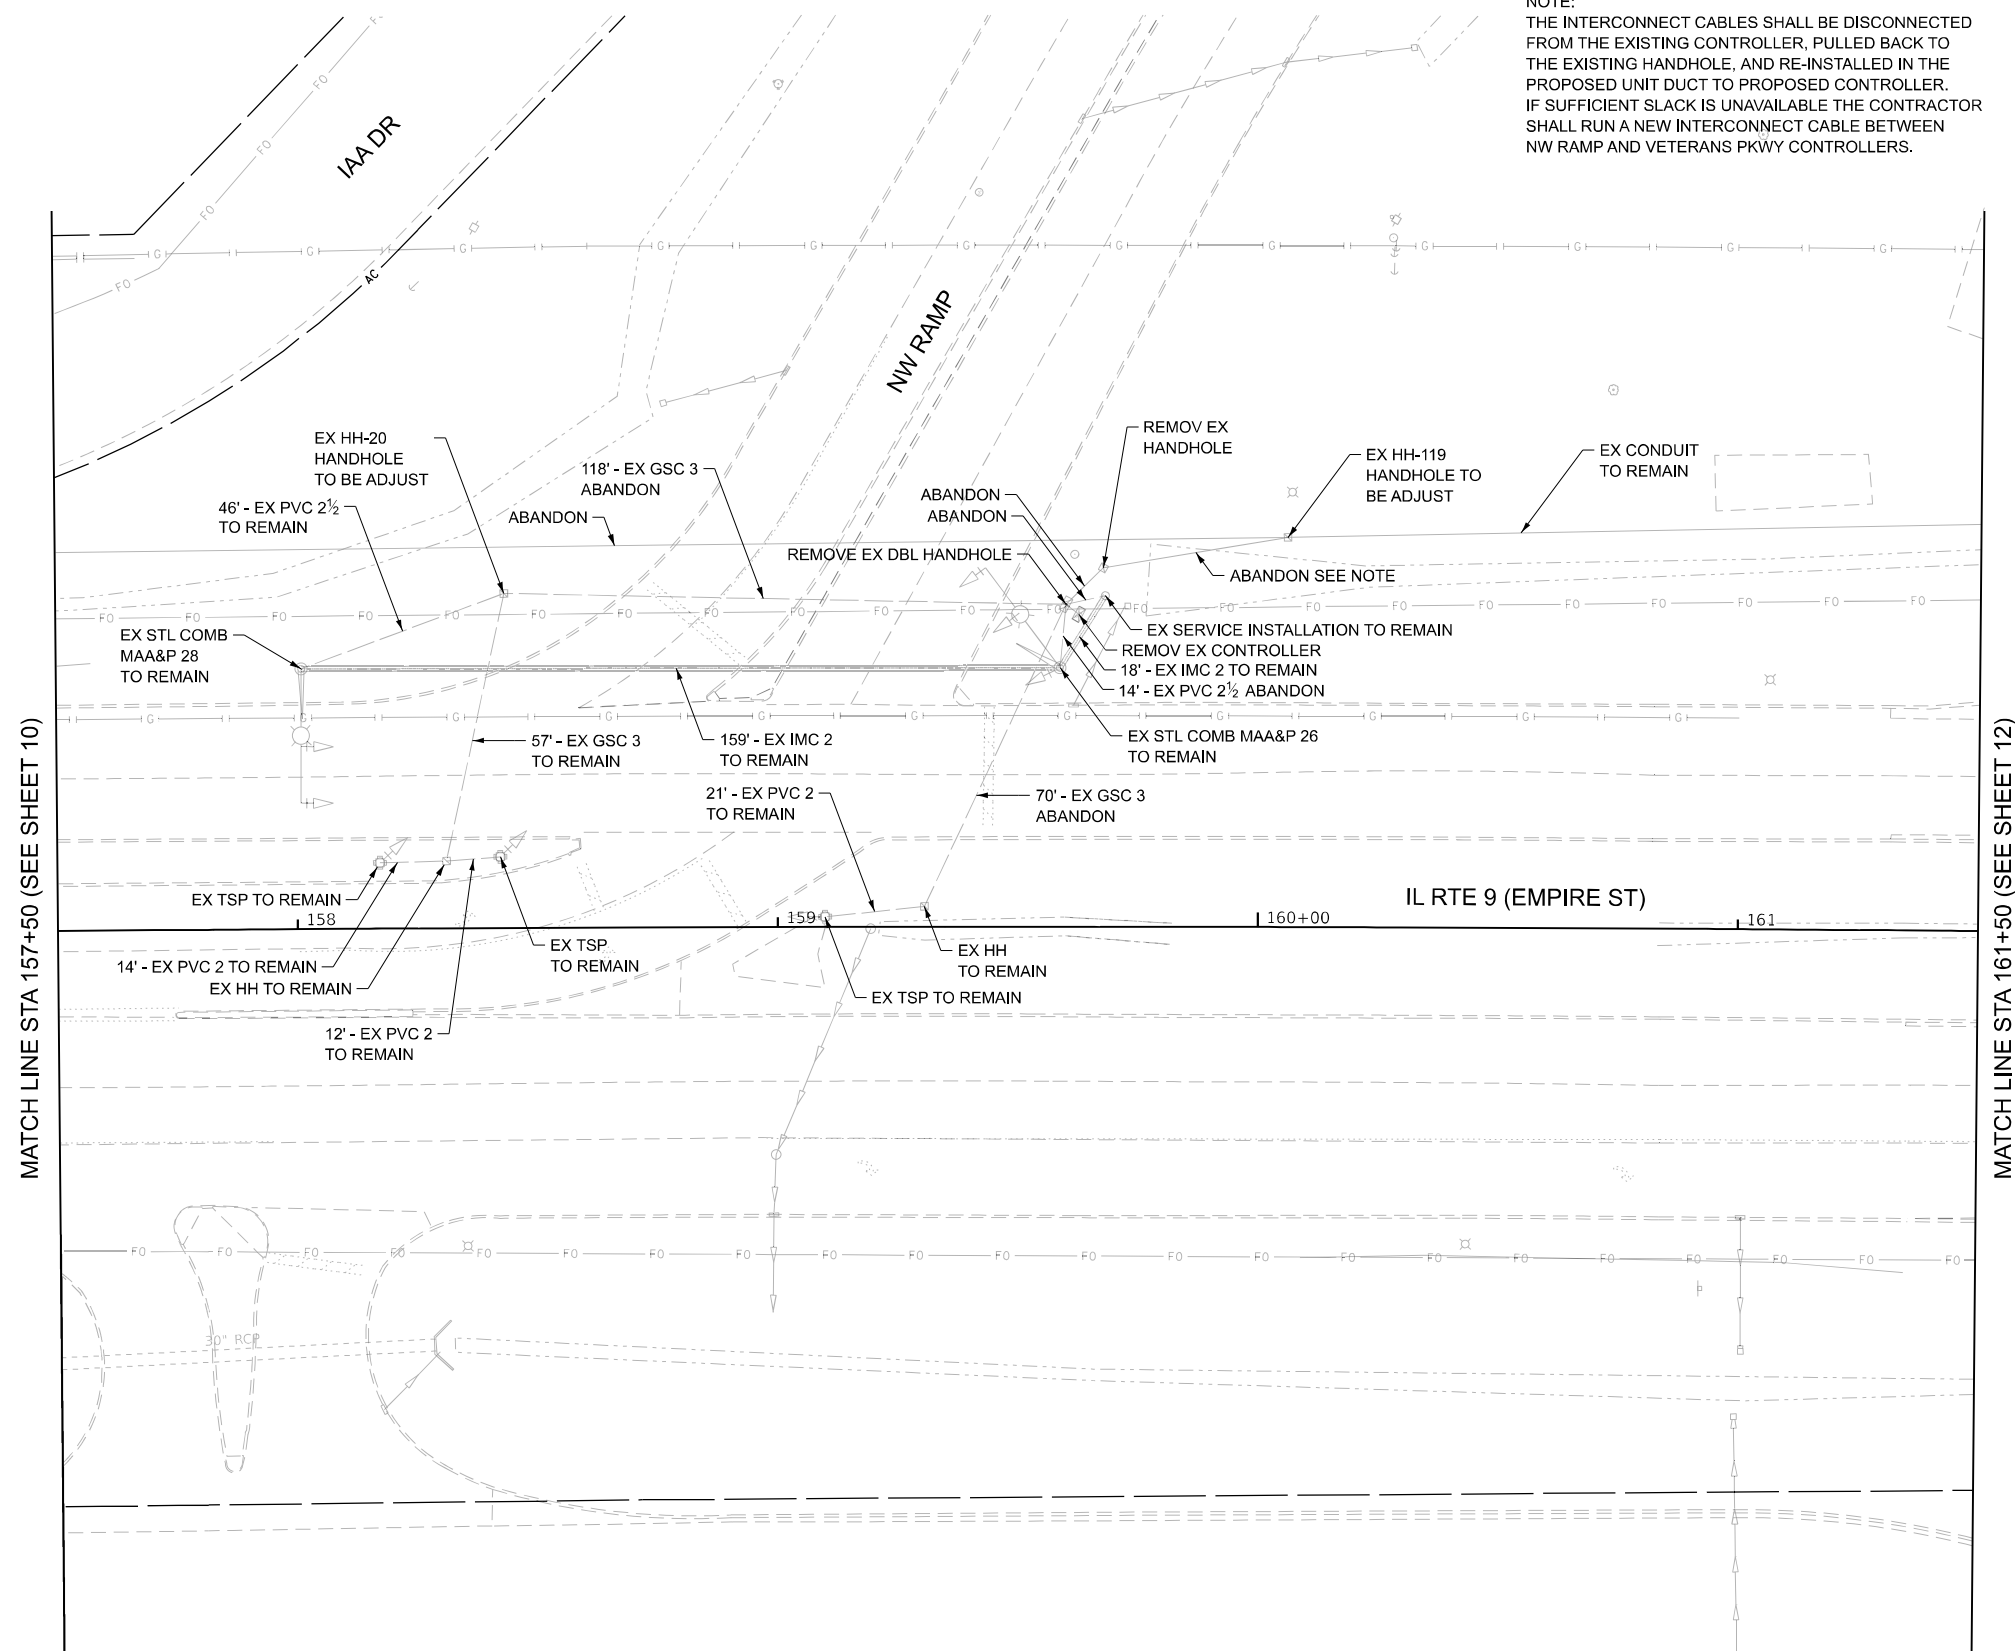 NOTE:
THE INTERCONNECT CABLES SHALL BE DISCONNECTED
FROM THE EXISTING CONTROLLER, PULLED BACK TO
THE EXISTING HANDHOLE, AND RE-INSTALLED IN THE
PROPOSED UNIT DUCT TO PROPOSED CONTROLLER.
IF SUFFICIENT SLACK IS UNAVAILABLE THE CONTRACTOR
SHALL RUN A NEW INTERCONNECT CABLE BETWEEN
NW RAMP AND VETERANS PKWY CONTROLLERS.
IAA DR
AC
NW RAMP
EX HH-20
HANDHOLE
TO BE ADJUST
46' - EX PVC 2½
TO REMAIN
118' - EX GSC 3
ABANDON
ABANDON
REMOV EX
HANDHOLE
EX HH-119
HANDHOLE TO
BE ADJUST
EX CONDUIT
TO REMAIN
ABANDON
ABANDON
REMOVE EX DBL HANDHOLE
ABANDON SEE NOTE
EX STL COMB
MAA&P 28
TO REMAIN
EX SERVICE INSTALLATION TO REMAIN
REMOV EX CONTROLLER
18' - EX IMC 2 TO REMAIN
14' - EX PVC 2½ ABANDON
57' - EX GSC 3
TO REMAIN
159' - EX IMC 2
TO REMAIN
EX STL COMB MAA&P 26
TO REMAIN
21' - EX PVC 2
TO REMAIN
70' - EX GSC 3
ABANDON
EX TSP TO REMAIN
IL RTE 9 (EMPIRE ST)
158
159
160+00
161
14' - EX PVC 2 TO REMAIN
EX HH TO REMAIN
EX TSP
TO REMAIN
EX HH
TO REMAIN
EX TSP TO REMAIN
12' - EX PVC 2
TO REMAIN
30" RCP
MATCH LINE STA 157+50 (SEE SHEET 10)
MATCH LINE STA 161+50 (SEE SHEET 12)